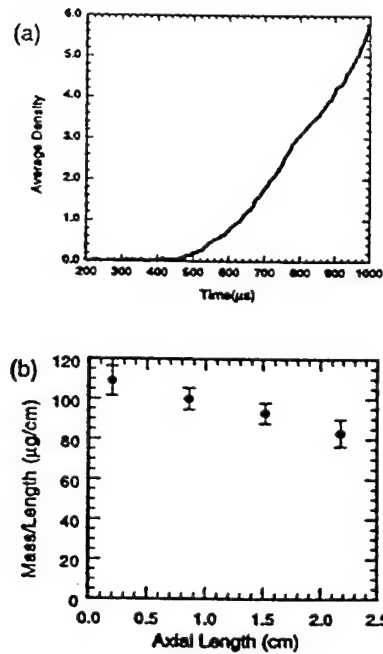 (a)
6.0
5.0
4.0
3.0
2.0
1.0
0.0
Average Density
200 300 400 500 600 700 800 900 1000
Time(μs)
(b)
120
100
80
60
40
20
0
Mass/Length (μg/cm)
0.0 0.5 1.0 1.5 2.0 2.5
Axial Length (cm)